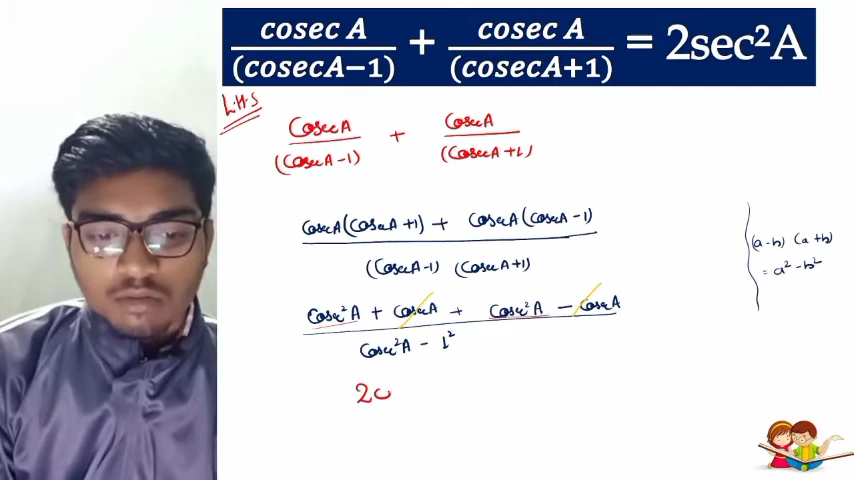 cosec A / (cosecA−1) + cosec A / (cosecA+1) = 2sec²A
L.H.S
CosecA / (CosecA-1) + CosecA / (CosecA+1)
CosecA(CosecA+1) + CosecA(CosecA-1) / (CosecA-1) (CosecA+1)
(a-b) (a+b)
= a²-b²
Cosec²A + CosecA + Cosec²A - CosecA / Cosec²A - 1²
2c